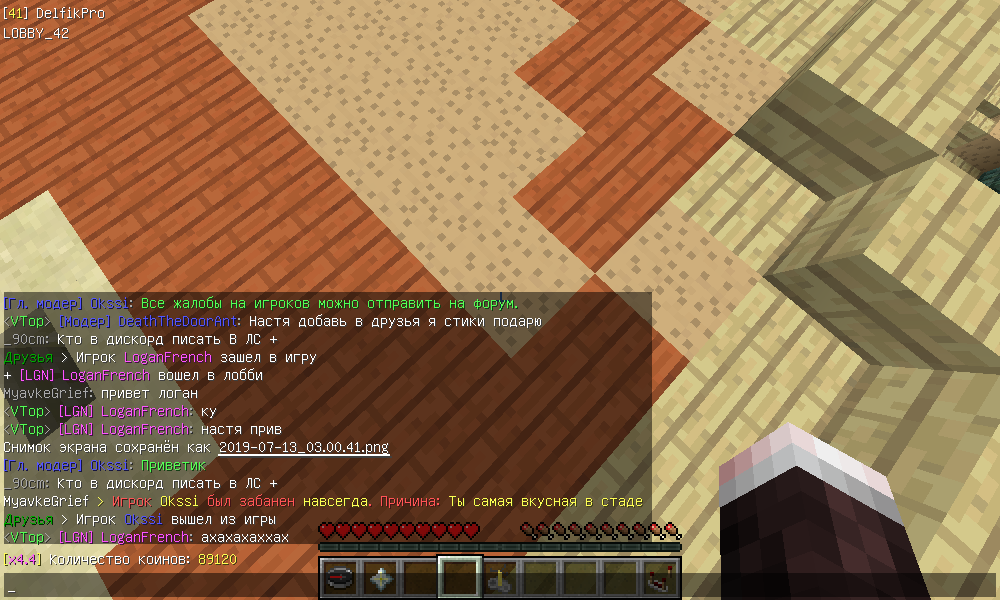 [41] DelfikPro
LOBBY_42
[Гл. модер] Okssi: Все жалобы на игроков можно отправить на форум.
<VTop> [Модер] DeathTheDoorAnt: Настя добавь в друзья я стики подарю
_90cm: Кто в дискорд писать В ЛС +
Друзья > Игрок LoganFrench зашел в игру
+ [LGN] LoganFrench вошел в лобби
MyavkeGrief: привет логан
<VTop> [LGN] LoganFrench: ку
<VTop> [LGN] LoganFrench: настя прив
Снимок экрана сохранён как 2019-07-13_03.00.41.png
[Гл. модер] Okssi: Приветик
_90cm: Кто в дискорд писать В ЛС +
MyavkeGrief > Игрок Okssi был забанен навсегда. Причина: Ты самая вкусная в стаде
Друзья > Игрок Okssi вышел из игры
<VTop> [LGN] LoganFrench: ахахахаххах
[x4.4] Количество коинов: 89120
_